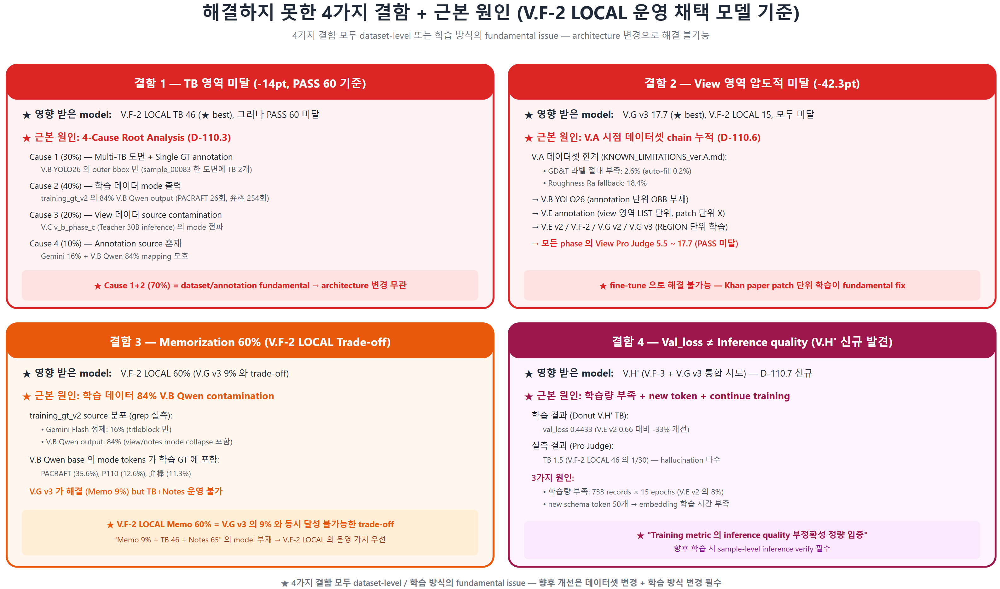 해결하지 못한 4가지 결함 + 근본 원인 (V.F-2 LOCAL 운영 채택 모델 기준)
4가지 결함 모두 dataset-level 또는 학습 방식의 fundamental issue — architecture 변경으로 해결 불가능
결함 1 — TB 영역 미달 (-14pt, PASS 60 기준)
★ 영향 받은 model: V.F-2 LOCAL TB 46 (★ best), 그러나 PASS 60 미달
★ 근본 원인: 4-Cause Root Analysis (D-110.3)
Cause 1 (30%) — Multi-TB 도면 + Single GT annotation
V.B YOLO26 의 outer bbox 만 (sample_00083 한 도면에 TB 2개)
Cause 2 (40%) — 학습 데이터 mode 출력
training_gt_v2 의 84% V.B Qwen output (PACRAFT 26회, 弁棒 254회)
Cause 3 (20%) — View 데이터 source contamination
V.C v_b_phase_c (Teacher 30B inference) 의 mode 전파
Cause 4 (10%) — Annotation source 혼재
Gemini 16% + V.B Qwen 84% mapping 모호
★ Cause 1+2 (70%) = dataset/annotation fundamental → architecture 변경 무관
결함 2 — View 영역 압도적 미달 (-42.3pt)
★ 영향 받은 model: V.G v3 17.7 (★ best), V.F-2 LOCAL 15, 모두 미달
★ 근본 원인: V.A 시점 데이터셋 chain 누적 (D-110.6)
V.A 데이터셋 한계 (KNOWN_LIMITATIONS_ver.A.md):
• GD&T 라벨 절대 부족: 2.6% (auto-fill 0.2%)
• Roughness Ra fallback: 18.4%
→ V.B YOLO26 (annotation 단위 OBB 부재)
→ V.E annotation (view 영역 LIST 단위, patch 단위 X)
→ V.E v2 / V.F-2 / V.G v2 / V.G v3 (REGION 단위 학습)
→ 모든 phase 의 View Pro Judge 5.5 ~ 17.7 (PASS 미달)
★ fine-tune 으로 해결 불가능 — Khan paper patch 단위 학습이 fundamental fix
결함 3 — Memorization 60% (V.F-2 LOCAL Trade-off)
★ 영향 받은 model: V.F-2 LOCAL 60% (V.G v3 9% 와 trade-off)
★ 근본 원인: 학습 데이터 84% V.B Qwen contamination
training_gt_v2 source 분포 (grep 실측):
• Gemini Flash 정제: 16% (titleblock 만)
• V.B Qwen output: 84% (view/notes mode collapse 포함)
V.B Qwen base 의 mode tokens 가 학습 GT 에 포함:
PACRAFT (35.6%), P110 (12.6%), 弁棒 (11.3%)
V.G v3 가 해결 (Memo 9%) but TB+Notes 운영 불가
★ V.F-2 LOCAL Memo 60% = V.G v3 의 9% 와 동시 달성 불가능한 trade-off
"Memo 9% + TB 46 + Notes 65" 의 model 부재 → V.F-2 LOCAL 의 운영 가치 우선
결함 4 — Val_loss ≠ Inference quality (V.H' 신규 발견)
★ 영향 받은 model: V.H' (V.F-3 + V.G v3 통합 시도) — D-110.7 신규
★ 근본 원인: 학습량 부족 + new token + continue training
학습 결과 (Donut V.H' TB):
val_loss 0.4433 (V.E v2 0.66 대비 -33% 개선)
실측 결과 (Pro Judge):
TB 1.5 (V.F-2 LOCAL 46 의 1/30) — hallucination 다수
3가지 원인:
• 학습량 부족: 733 records × 15 epochs (V.E v2 의 8%)
• new schema token 50개 → embedding 학습 시간 부족
★ "Training metric 의 inference quality 부정확성 정량 입증"
향후 학습 시 sample-level inference verify 필수
★ 4가지 결함 모두 dataset-level / 학습 방식의 fundamental issue — 향후 개선은 데이터셋 변경 + 학습 방식 변경 필수